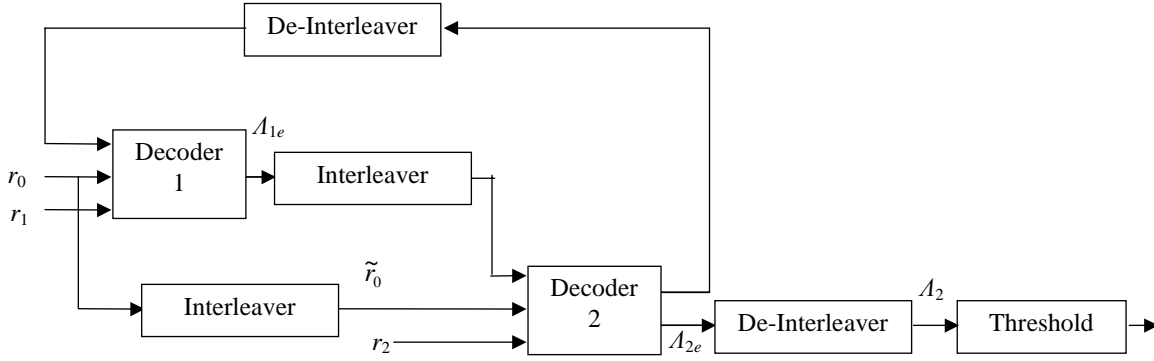 De-Interleaver
Λ1e
Decoder
1
Interleaver
r0
r1
r̃0
Interleaver
Decoder
2
r2
Λ2e
De-Interleaver
Λ2
Threshold